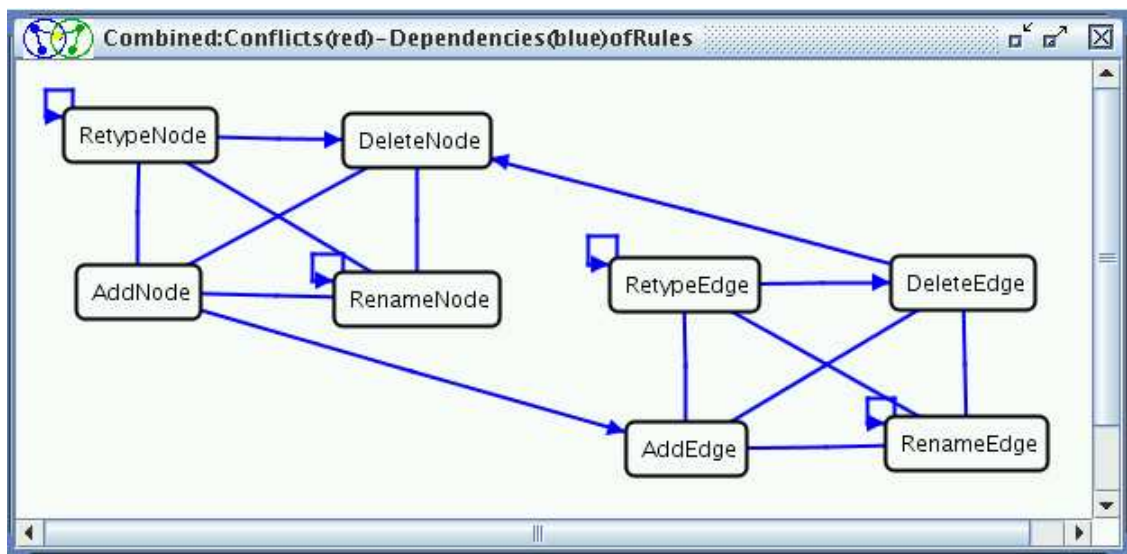 Combined:Conflicts(red)-Dependencies(blue)ofRules
RetypeNode
DeleteNode
AddNode
RenameNode
RetypeEdge
DeleteEdge
AddEdge
RenameEdge